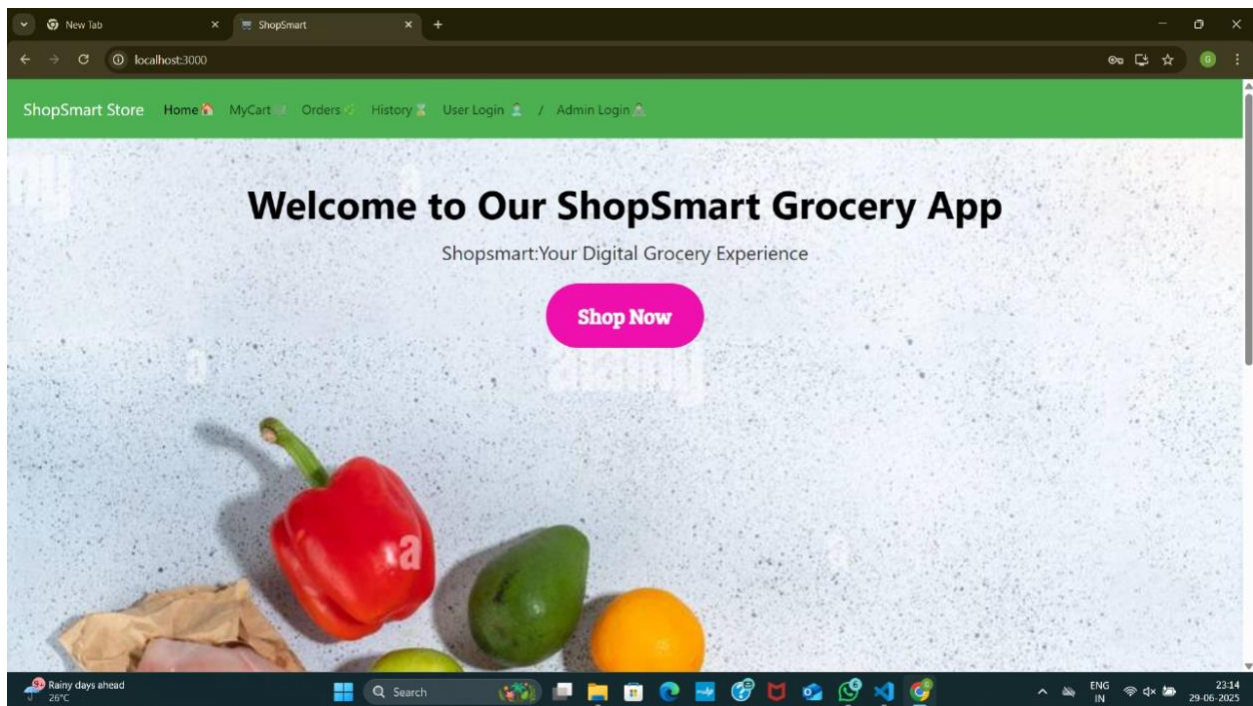 New Tab
ShopSmart
localhost:3000
G
ShopSmart Store Home MyCart Orders History User Login / Admin Login
Welcome to Our ShopSmart Grocery App
Shopsmart:Your Digital Grocery Experience
Shop Now
alamy
a
a
a
Rainy days ahead
26°C
Search
ENG
IN
23:14
29-06-2025